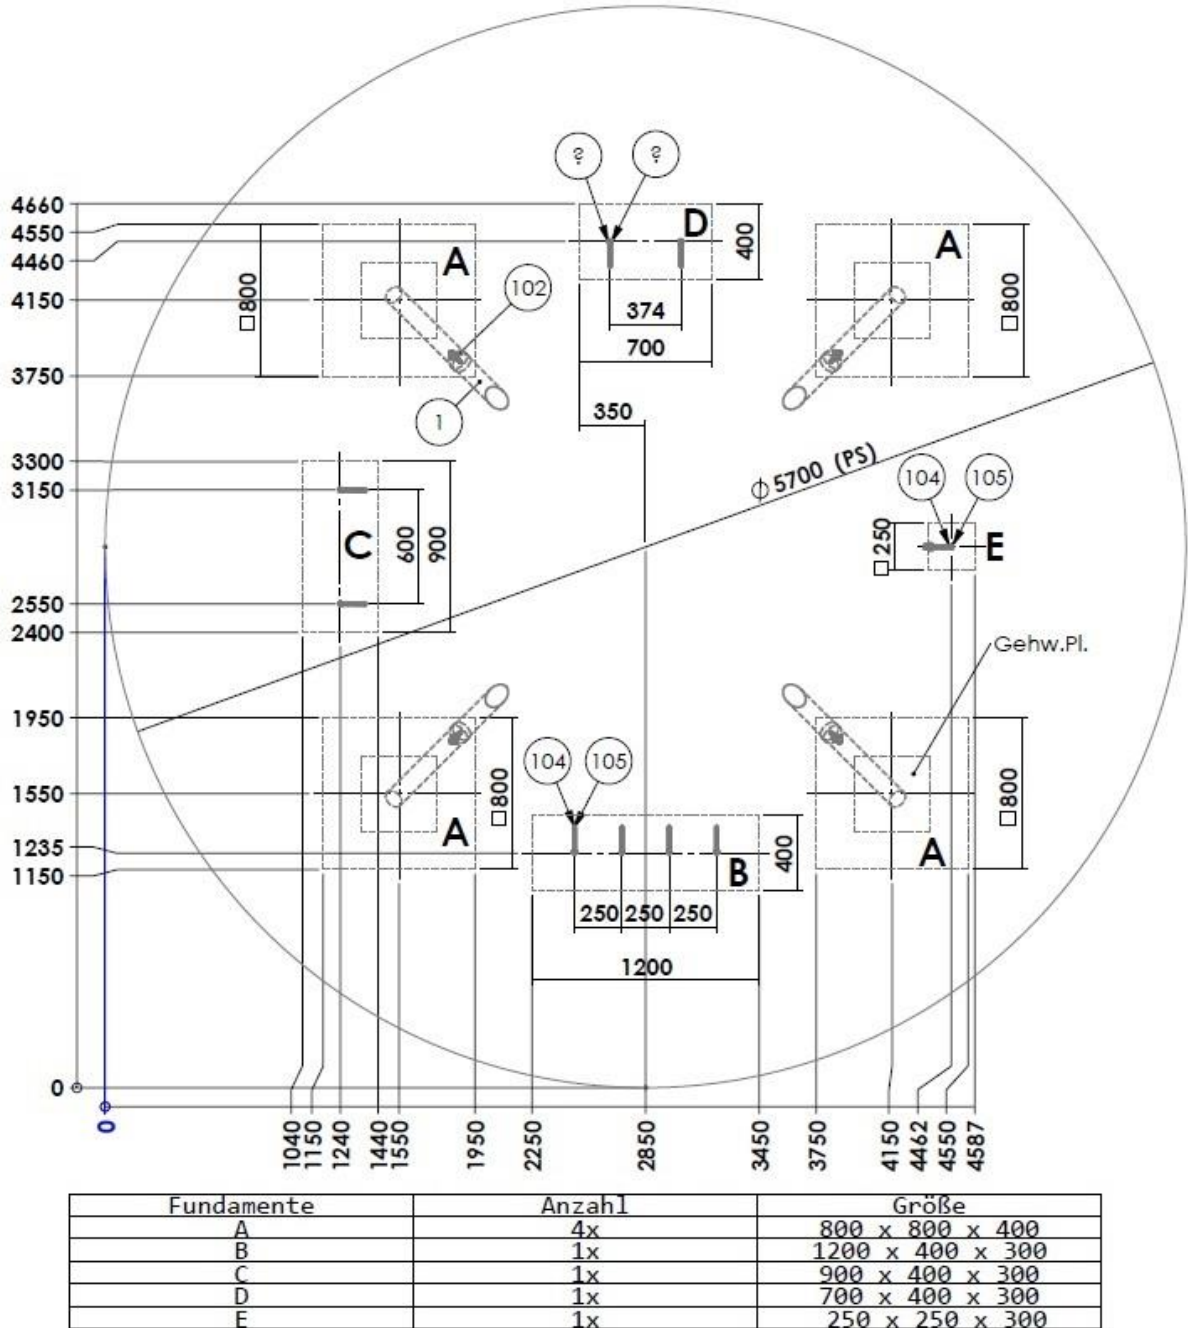 ? ?
4660
4550
4460
4150
3750
3300
3150
2550
2400
1950
1550
1235
1150
0
D
400
A
A
□800
102
□800
374
700
1
350
⌀ 5700 (PS)
104 105
C
600
900
□250
E
Gehw.Pl.
104 105
□800
□800
A
A
B
400
250 250 250
1200
0
1040
1150
1240
1440
1550
1950
2250
2850
3450
3750
4150
4462
4550
4587
Fundamente Anzahl Größe
A 4x 800 x 800 x 400
B 1x 1200 x 400 x 300
C 1x 900 x 400 x 300
D 1x 700 x 400 x 300
E 1x 250 x 250 x 300